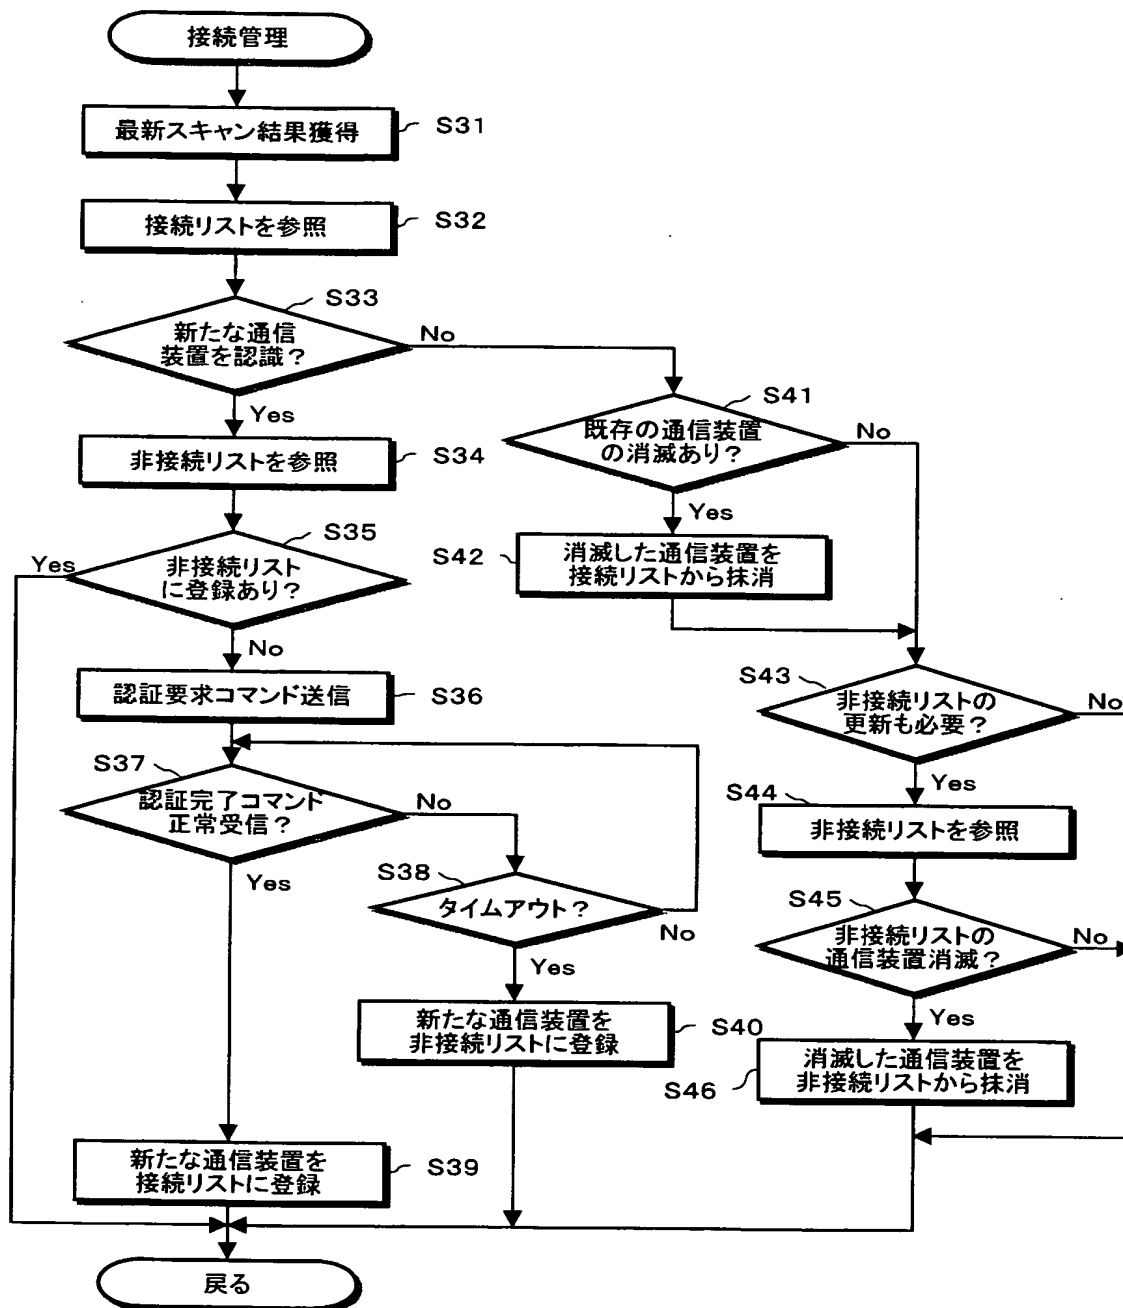 接続管理
最新スキャン結果獲得
S31
接続リストを参照
S32
S33
新たな通信
装置を認識?
No
Yes
S41
既存の通信装置
の消滅あり?
No
非接続リストを参照
S34
Yes
S35
Yes
非接続リスト
に登録あり?
S42
消滅した通信装置を
接続リストから抹消
No
認証要求コマンド送信
S36
S43
非接続リストの
更新も必要?
No
S37
認証完了コマンド
正常受信?
No
Yes
Yes
S44
非接続リストを参照
S38
タイムアウト?
No
Yes
S45
非接続リストの
通信装置消滅?
No
Yes
新たな通信装置を
非接続リストに登録
S40
消滅した通信装置を
非接続リストから抹消
S46
新たな通信装置を
接続リストに登録
S39
戻る